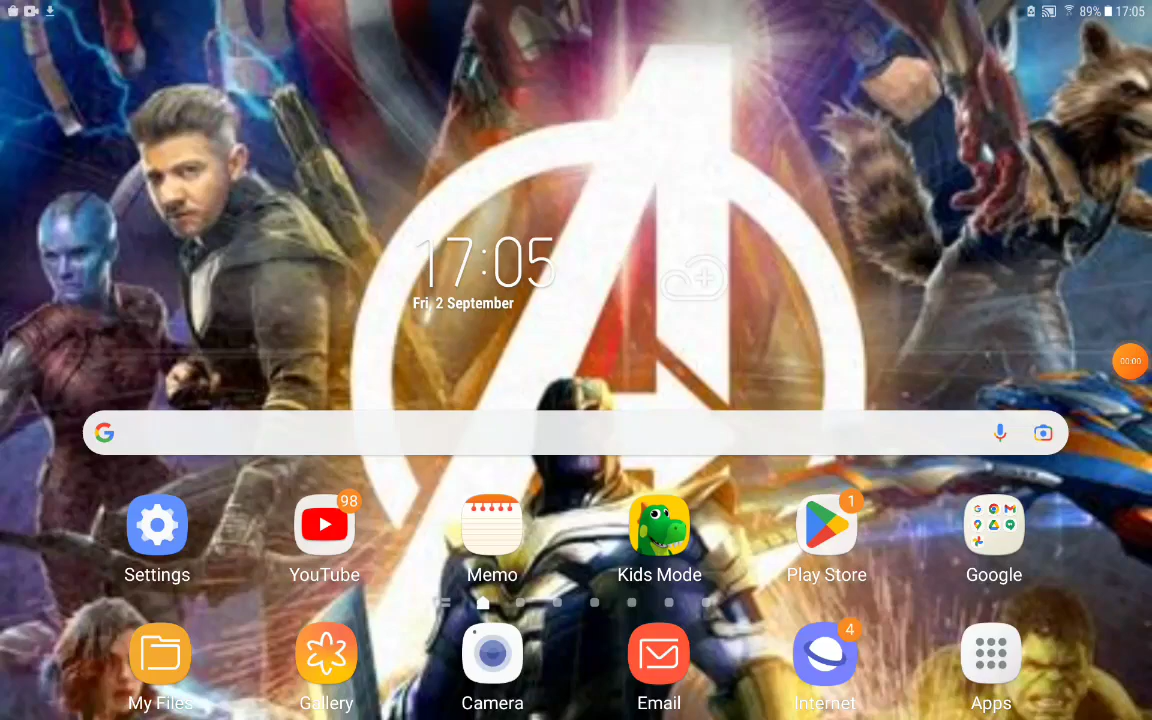 89% 17:05
17:05
Fri, 2 September
00:00
G
98
1
Settings
YouTube
Memo
Kids Mode
Play Store
Google
4
My Files
Gallery
Camera
Email
Internet
Apps